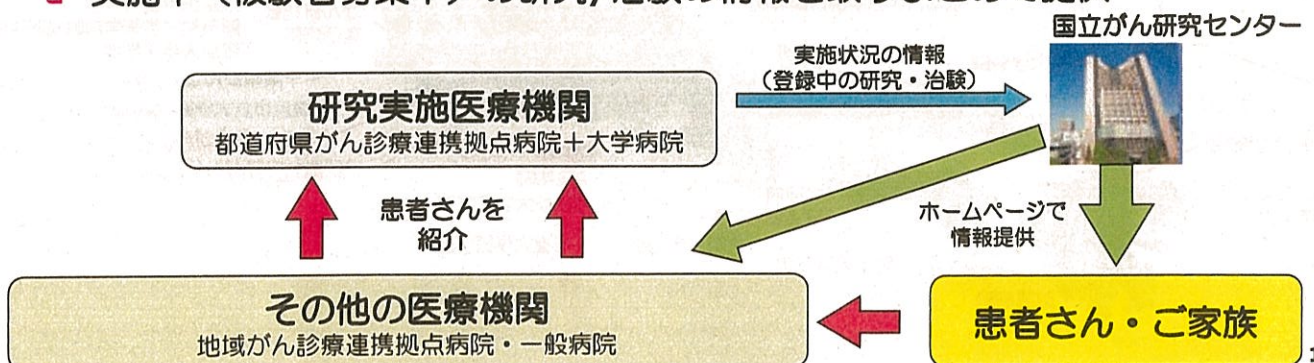 国立がん研究センター
実施状況の情報
（登録中の研究・治験）
研究実施医療機関
都道府県がん診療連携拠点病院＋大学病院
患者さんを
紹介
ホームページで
情報提供
その他の医療機関
地域がん診療連携拠点病院・一般病院
患者さん・ご家族